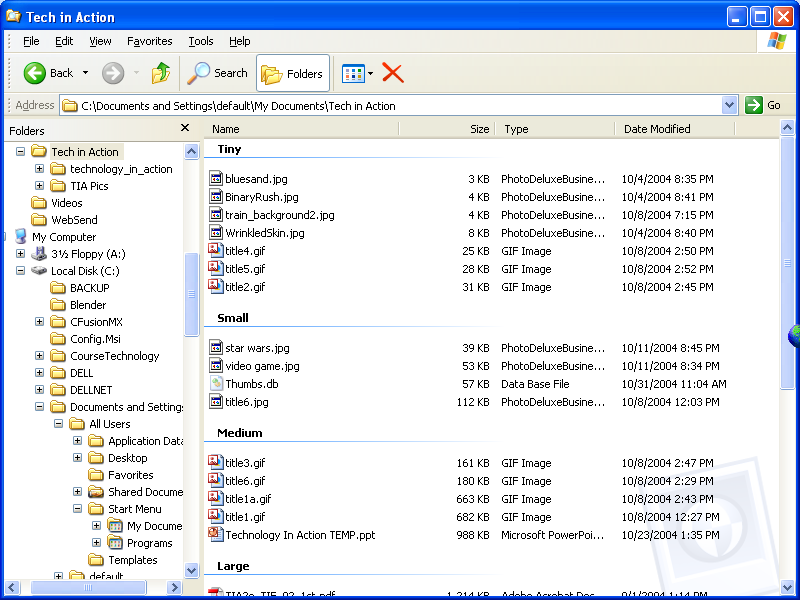 Tech in Action
File Edit View Favorites Tools Help
Back Search Folders
Address C:\Documents and Settings\default\My Documents\Tech in Action Go
Folders
Tech in Action
technology_in_action
TIA Pics
Videos
WebSend
My Computer
3½ Floppy (A:)
Local Disk (C:)
BACKUP
Blender
CFusionMX
Config.Msi
CourseTechnology
DELL
DELLNET
Documents and Settings
All Users
Application Data
Desktop
Favorites
Shared Docume
Start Menu
My Docume
Programs
Templates
default
Name Size Type Date Modified
Tiny
bluesand.jpg 3 KB PhotoDeluxeBusine... 10/4/2004 8:35 PM
BinaryRush.jpg 4 KB PhotoDeluxeBusine... 10/4/2004 8:41 PM
train_background2.jpg 4 KB PhotoDeluxeBusine... 10/8/2004 7:15 PM
WrinkledSkin.jpg 8 KB PhotoDeluxeBusine... 10/4/2004 8:40 PM
title4.gif 25 KB GIF Image 10/8/2004 2:50 PM
title5.gif 28 KB GIF Image 10/8/2004 2:52 PM
title2.gif 31 KB GIF Image 10/8/2004 2:45 PM
Small
star wars.jpg 39 KB PhotoDeluxeBusine... 10/11/2004 8:45 PM
video game.jpg 53 KB PhotoDeluxeBusine... 10/11/2004 8:34 PM
Thumbs.db 57 KB Data Base File 10/31/2004 11:04 AM
title6.jpg 112 KB PhotoDeluxeBusine... 10/8/2004 12:03 PM
Medium
title3.gif 161 KB GIF Image 10/8/2004 2:47 PM
title6.gif 180 KB GIF Image 10/8/2004 2:29 PM
title1a.gif 663 KB GIF Image 10/8/2004 2:43 PM
title1.gif 682 KB GIF Image 10/8/2004 12:27 PM
Technology In Action TEMP.ppt 988 KB Microsoft PowerPoi... 10/23/2004 1:35 PM
Large
1,214 KB Adobe Acrobat Doc